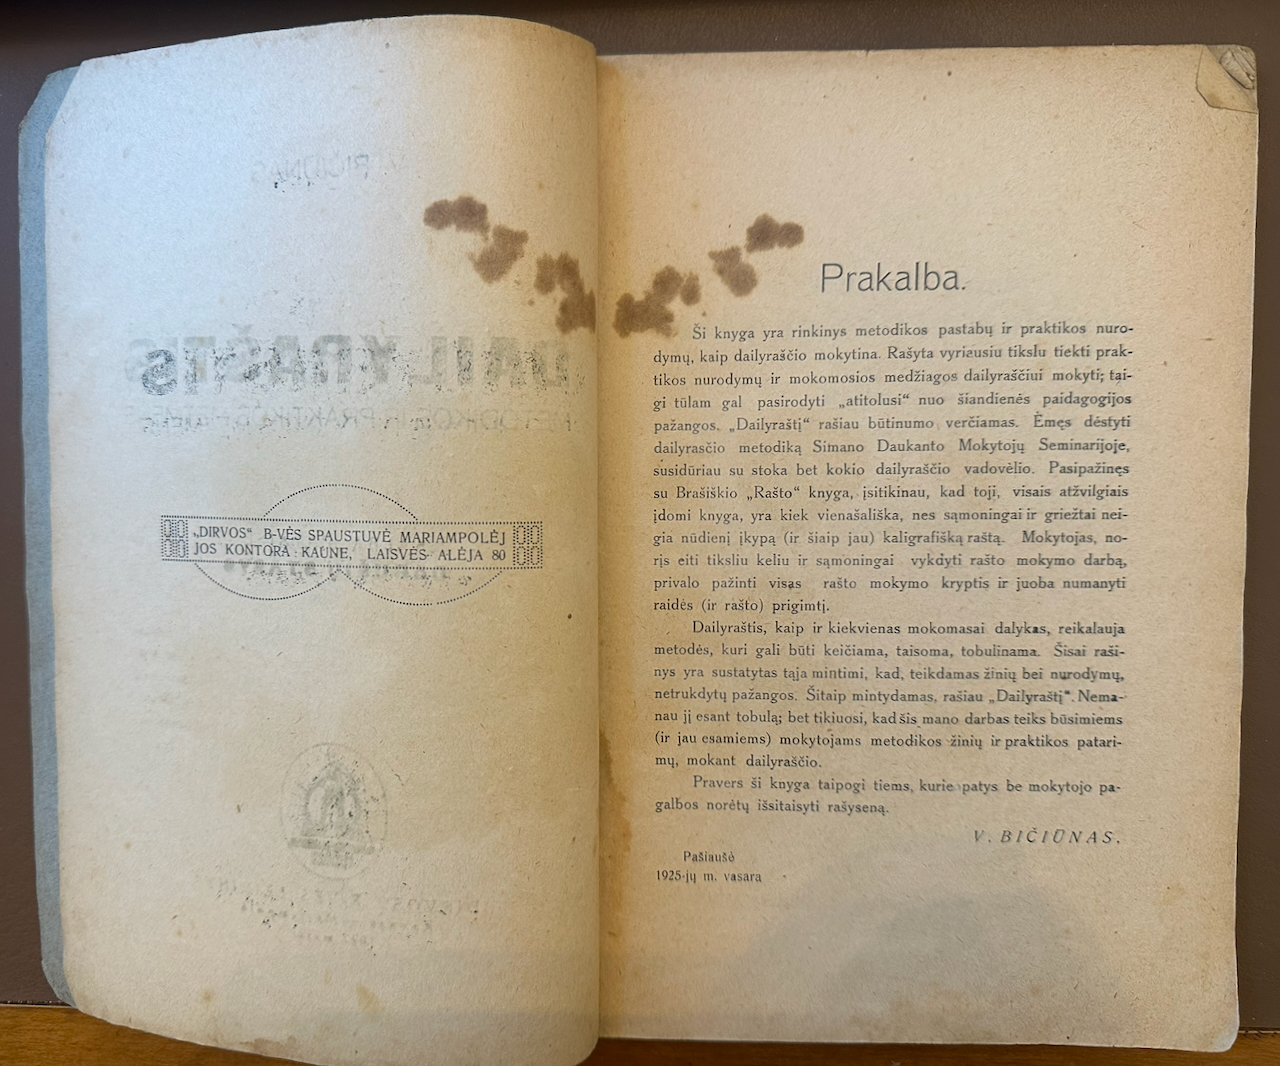 „DIRVOS“ B-VĖS SPAUSTUVĖ MARIAMPOLĖJ
JOS KONTORA KAUNE, LAISVĖS ALĖJA 80
Prakalba.
Ši knyga yra rinkinys metodikos pastabų ir praktikos nuro-
dymų, kaip dailyraščio mokytina. Rašyta vyriausiu tikslu tiekti prak-
tikos nurodymų ir mokomosios medžiagos dailyraščiui mokyti; tai-
gi tūlam gal pasirodyti „atitolusi“ nuo šiandienės paidagogijos
pažangos. „Dailyraštį“ rašiau būtinumo verčiamas. Ėmęs dėstyti
dailyrasčio metodiką Simano Daukanto Mokytojų Seminarijoje,
susidūriau su stoka bet kokio dailyraščio vadovėlio. Pasipažinęs
su Brašiškio „Rašto“ knyga, įsitikinau, kad toji, visais atžvilgiais
įdomi knyga, yra kiek vienašališka, nes sąmoningai ir griežtai nei-
gia nūdienį įkypą (ir šiaip jau) kaligrafišką raštą. Mokytojas, no-
rįs eiti tiksliu keliu ir sąmoningai vykdyti rašto mokymo darbą,
privalo pažinti visas rašto mokymo kryptis ir juoba numanyti
raidės (ir rašto) prigimtį.
Dailyraštis, kaip ir kiekvienas mokomasai dalykas, reikalauja
metodės, kuri gali būti keičiama, taisoma, tobulinama. Šisai raši-
nys yra sustatytas tąja mintimi, kad, teikdamas žinių bei nurodymų,
netrukdytų pažangos. Šitaip mintydamas, rašiau „Dailyraštį“. Nema-
nau jį esant tobulą; bet tikiuosi, kad šis mano darbas teiks būsimiems
(ir jau esamiems) mokytojams metodikos žinių ir praktikos patari-
mų, mokant dailyraščio.
Pravers ši knyga taipogi tiems, kurie patys be mokytojo pa-
galbos norėtų išsitaisyti rašyseną.
V. BIČIŪNAS.
Pašiaušė
1925-jų m. vasara